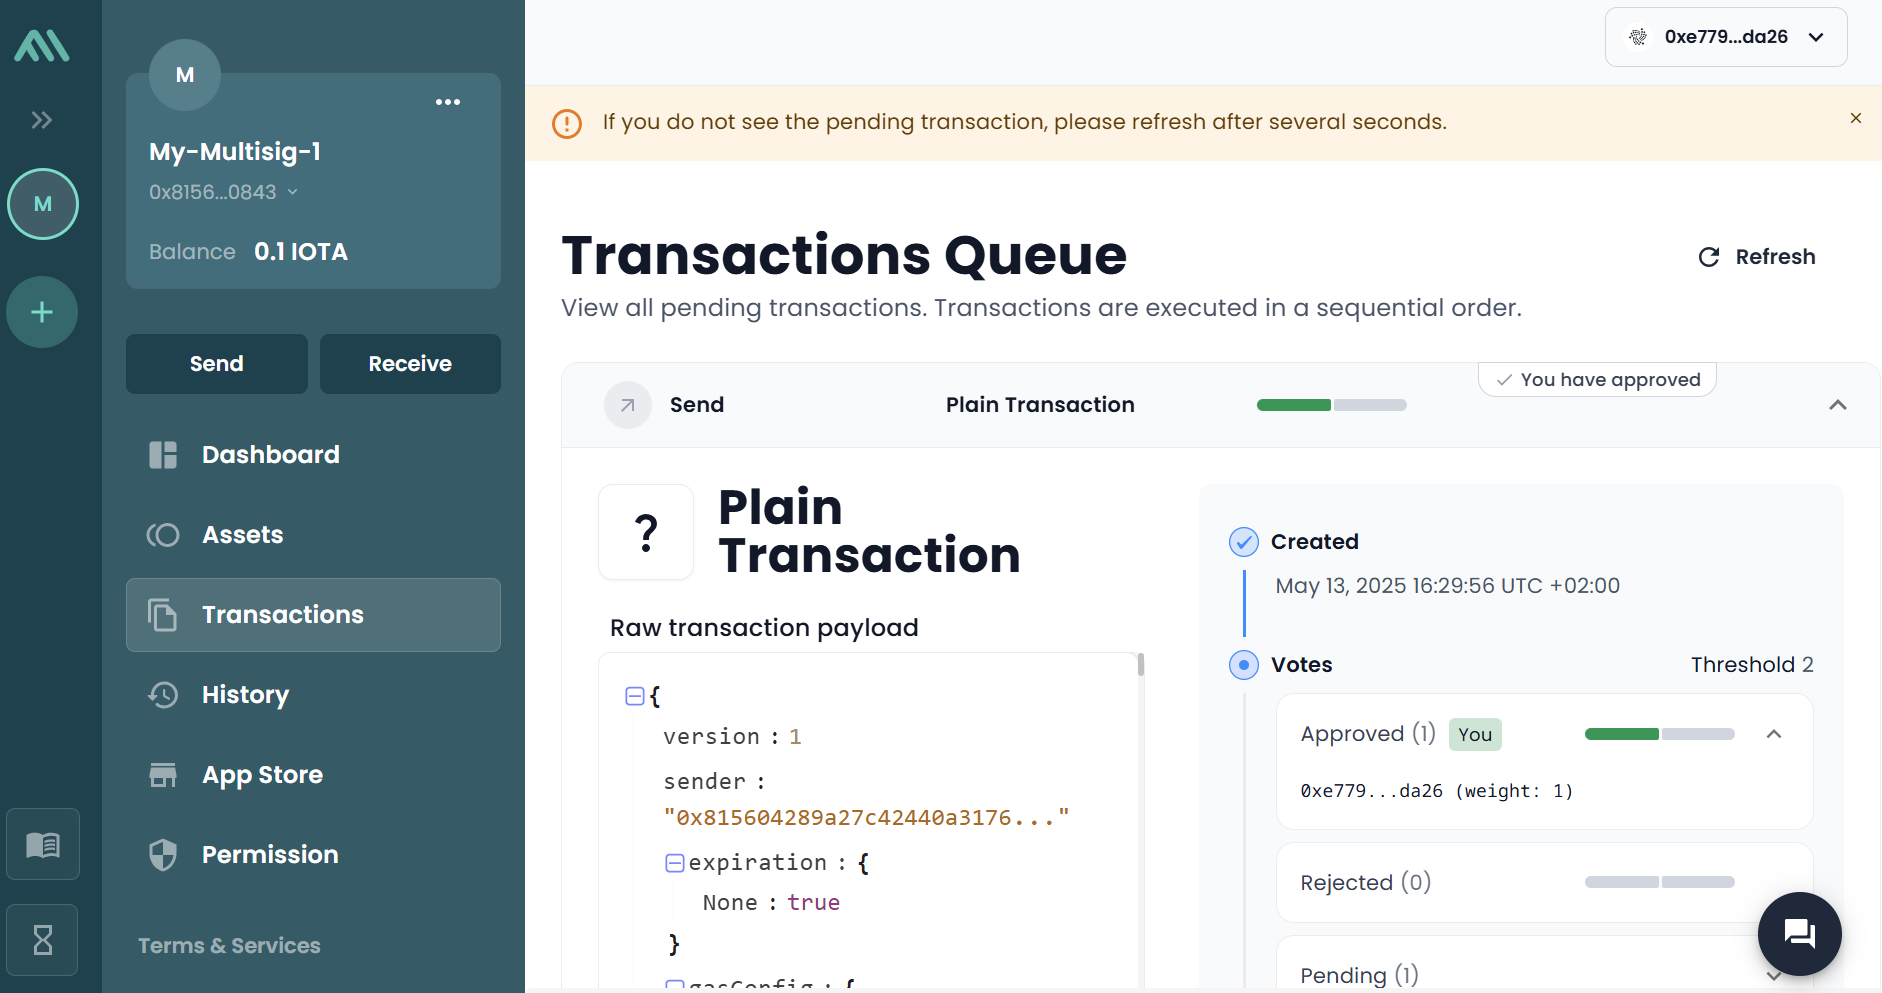 M
My-Multisig-1
0x8156...0843
Balance 0.1 IOTA
Send
Receive
Dashboard
Assets
Transactions
History
App Store
Permission
Terms & Services
M
0xe779...da26
If you do not see the pending transaction, please refresh after several seconds.
Transactions Queue
Refresh
View all pending transactions. Transactions are executed in a sequential order.
Send
Plain Transaction
You have approved
?
Plain
Transaction
Raw transaction payload
{
version : 1
sender :
"0x815604289a27c42440a3176..."
expiration : {
None : true
}
gasConfig : {
Created
May 13, 2025 16:29:56 UTC +02:00
Votes
Threshold 2
Approved (1) You
0xe779...da26 (weight: 1)
Rejected (0)
Pending (1)